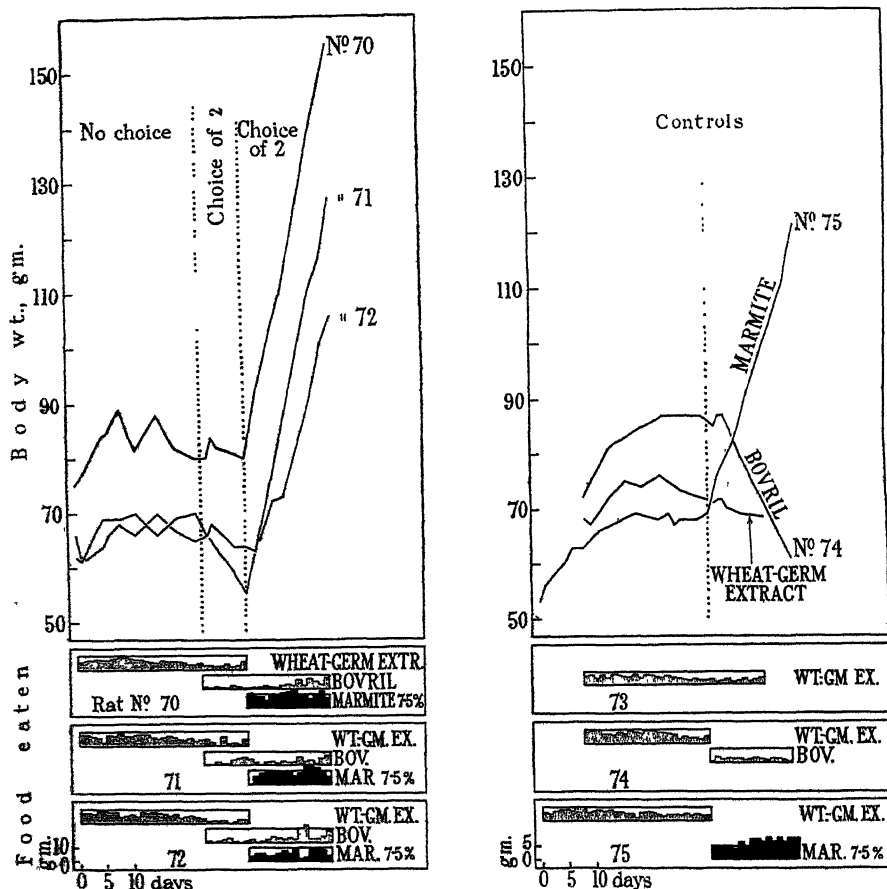 Body wt., gm.
150
130
110
90
70
50
No choice
Choice of 2
Choice
of 2
Nº 70
" 71
" 72
Food eaten
WHEAT-GERM EXTR.
BOVRIL
MARMITE 7·5%
Rat Nº 70
WT.-GM. EX.
BOV.
MAR 7·5%
71
WT.-GM. EX.
BOV.
MAR. 7·5%
72
gm.
10
0
0 5 10 days
150
130
110
90
70
50
Controls
Nº 75
MARMITE
BOVRIL
Nº 74
WHEAT-GERM
EXTRACT
WT-GM EX.
73
WT.-GM. EX.
BOV.
74
WT-GM EX.
MAR. 7·5%
75
gm.
5
0
0 5 10 days